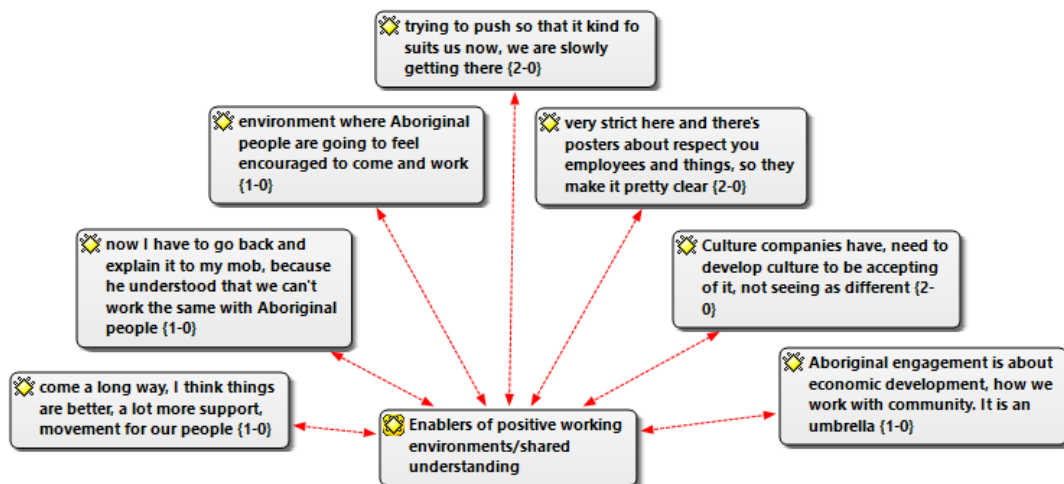 trying to push so that it kind fo
suits us now, we are slowly
getting there {2-0}
environment where Aboriginal
people are going to feel
encouraged to come and work
{1-0}
very strict here and there's
posters about respect you
employees and things, so they
make it pretty clear {2-0}
now I have to go back and
explain it to my mob, because
he understood that we can't
work the same with Aboriginal
people {1-0}
Culture companies have, need to
develop culture to be accepting
of it, not seeing as different {2-
0}
come a long way, I think things
are better, a lot more support,
movement for our people {1-0}
Enablers of positive working
environments/shared
understanding
Aboriginal engagement is about
economic development, how we
work with community. It is an
umbrella {1-0}